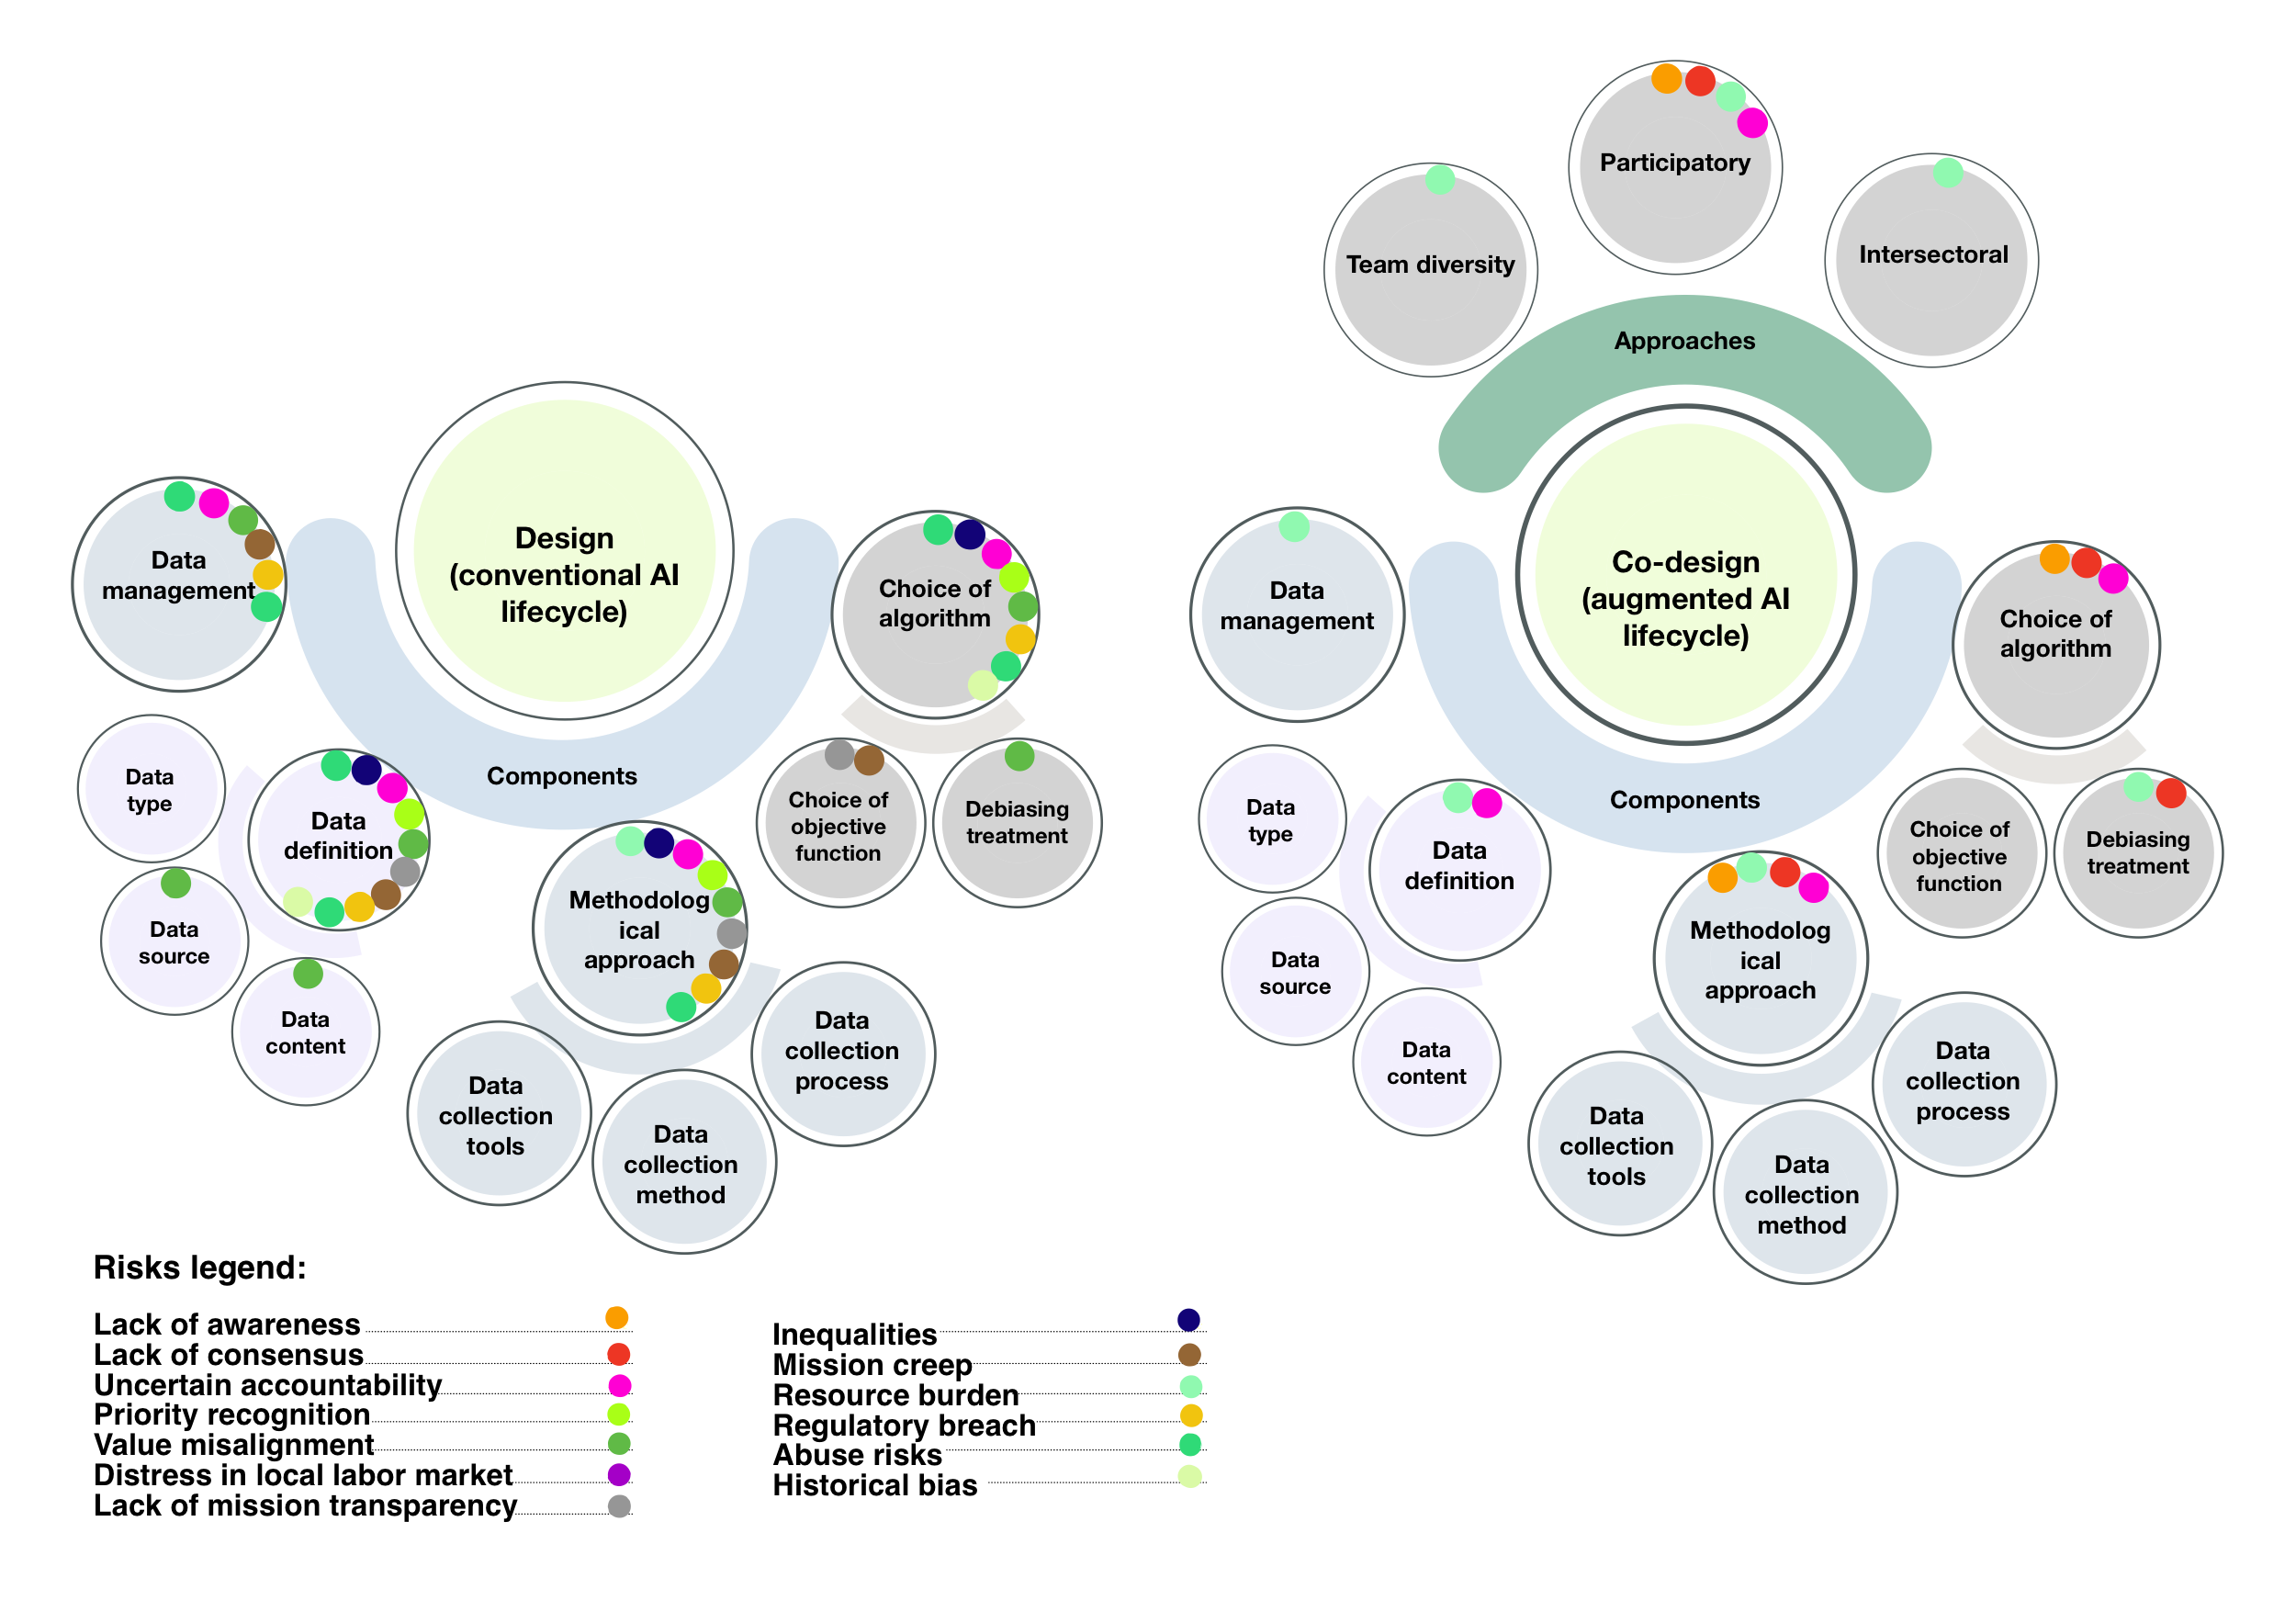 Design
(conventional AI
lifecycle)
Components
Data
management
Data
type
Data
definition
Data
source
Data
content
Methodolog
ical
approach
Data
collection
tools
Data
collection
method
Data
collection
process
Choice of
algorithm
Choice of
objective
function
Debiasing
treatment
Participatory
Team diversity
Intersectoral
Approaches
Co-design
(augmented AI
lifecycle)
Components
Data
management
Data
type
Data
definition
Data
source
Data
content
Methodolog
ical
approach
Data
collection
tools
Data
collection
method
Data
collection
process
Choice of
algorithm
Choice of
objective
function
Debiasing
treatment
Risks legend:
Lack of awareness
Lack of consensus
Uncertain accountability
Priority recognition
Value misalignment
Distress in local labor market
Lack of mission transparency
Inequalities
Mission creep
Resource burden
Regulatory breach
Abuse risks
Historical bias